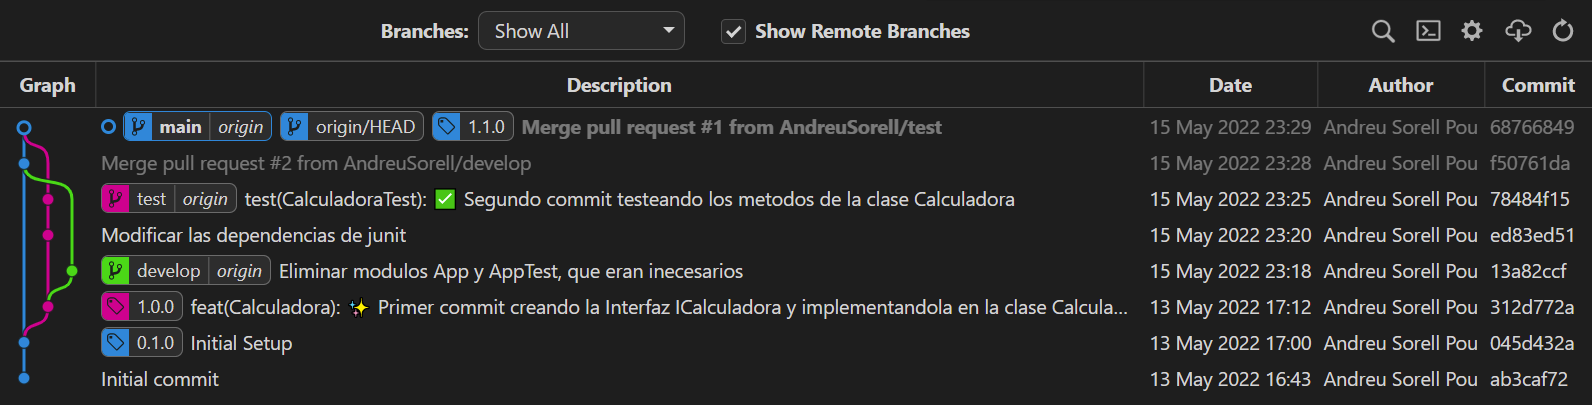 Branches: Show All Show Remote Branches
Graph Description Date Author Commit
main origin origin/HEAD 1.1.0 Merge pull request #1 from AndreuSorell/test 15 May 2022 23:29 Andreu Sorell Pou 68766849
Merge pull request #2 from AndreuSorell/develop 15 May 2022 23:28 Andreu Sorell Pou f50761da
test origin test(CalculadoraTest): ✅ Segundo commit testeando los metodos de la clase Calculadora 15 May 2022 23:25 Andreu Sorell Pou 78484f15
Modificar las dependencias de junit 15 May 2022 23:20 Andreu Sorell Pou ed83ed51
develop origin Eliminar modulos App y AppTest, que eran inecesarios 15 May 2022 23:18 Andreu Sorell Pou 13a82ccf
1.0.0 feat(Calculadora): ✨ Primer commit creando la Interfaz ICalculadora y implementandola en la clase Calcula... 13 May 2022 17:12 Andreu Sorell Pou 312d772a
0.1.0 Initial Setup 13 May 2022 17:00 Andreu Sorell Pou 045d432a
Initial commit 13 May 2022 16:43 Andreu Sorell Pou ab3caf72